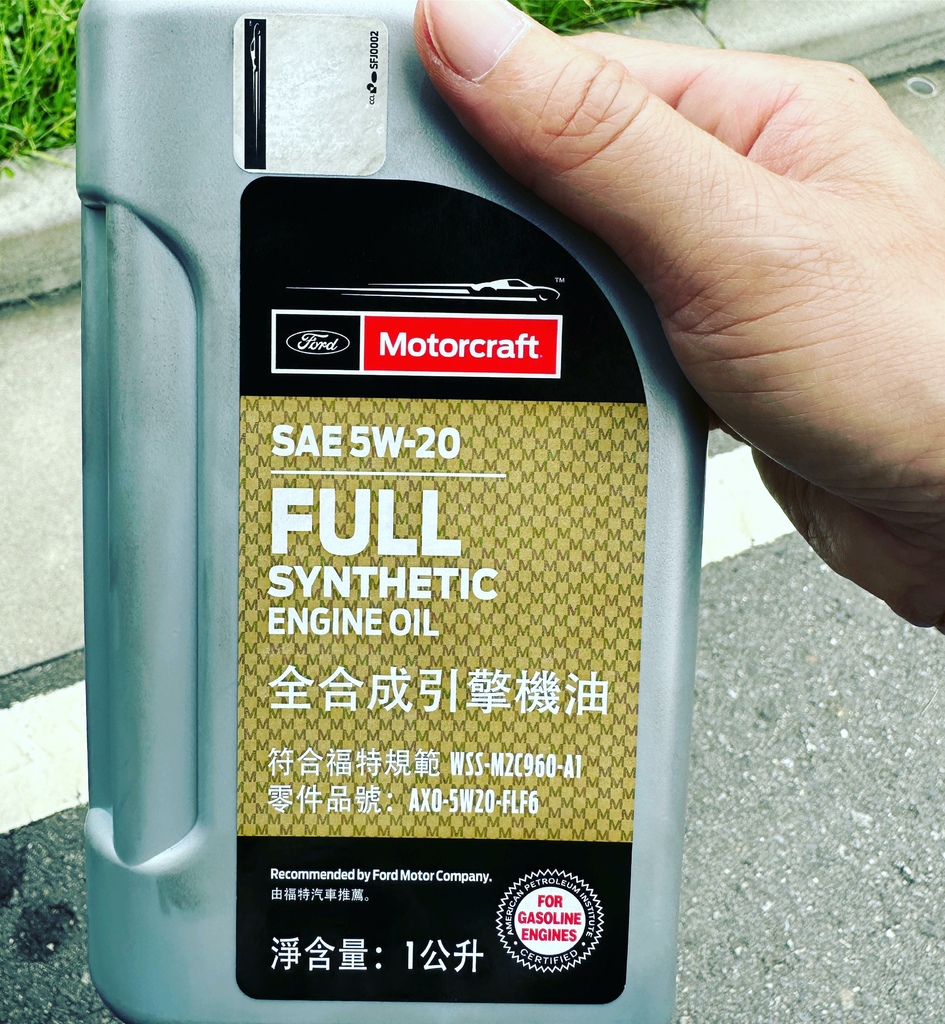 CCL SFJ0002
TM
Ford Motorcraft
SAE 5W-20
FULL
SYNTHETIC
ENGINE OIL
全合成引擎機油
符合福特規範 WSS-M2C960-A1
零件品號：AXO-5W20-FLF6
Recommended by Ford Motor Company.
由福特汽車推薦。
淨含量：1公升
AMERICAN PETROLEUM INSTITUTE
FOR
GASOLINE
ENGINES
CERTIFIED